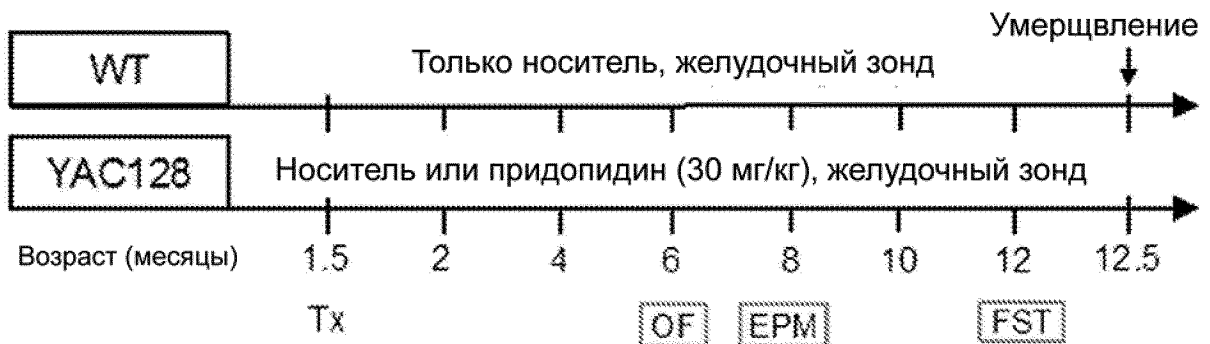 Умерщвление
WT Только носитель, желудочный зонд
YAC128 Носитель или придопидин (30 мг/кг), желудочный зонд
Возраст (месяцы) 1.5 2 4 6 8 10 12 12.5
Tx OF EPM FST